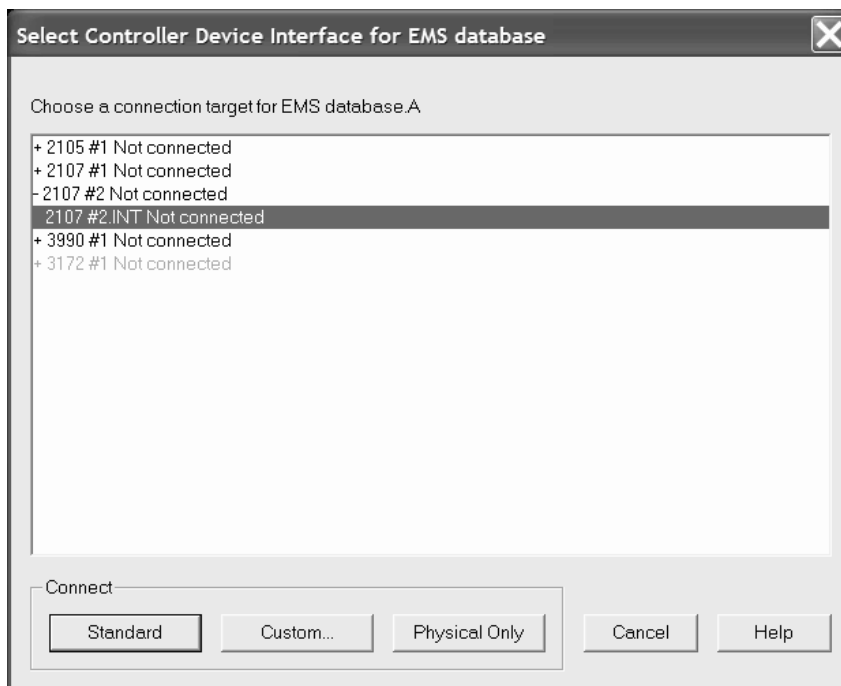 Select Controller Device Interface for EMS database
Choose a connection target for EMS database.A
+ 2105 #1 Not connected
+ 2107 #1 Not connected
- 2107 #2 Not connected
2107 #2.INT Not connected
+ 3990 #1 Not connected
+ 3172 #1 Not connected
Connect
Standard Custom... Physical Only Cancel Help